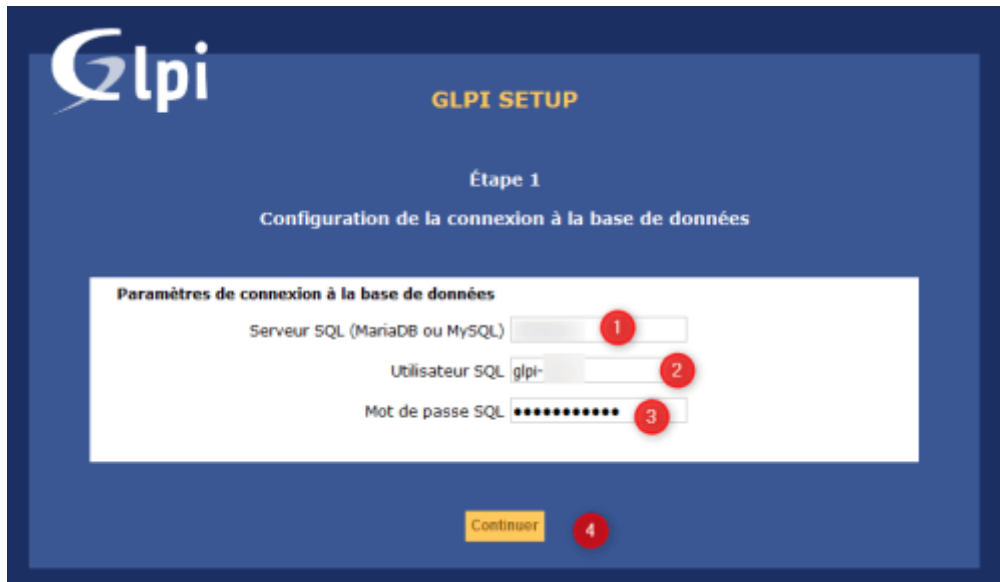 Glpi
GLPI SETUP
Étape 1
Configuration de la connexion à la base de données
Paramètres de connexion à la base de données
Serveur SQL (MariaDB ou MySQL) 1
Utilisateur SQL glpi- 2
Mot de passe SQL ••••••••••• 3
Continuer 4